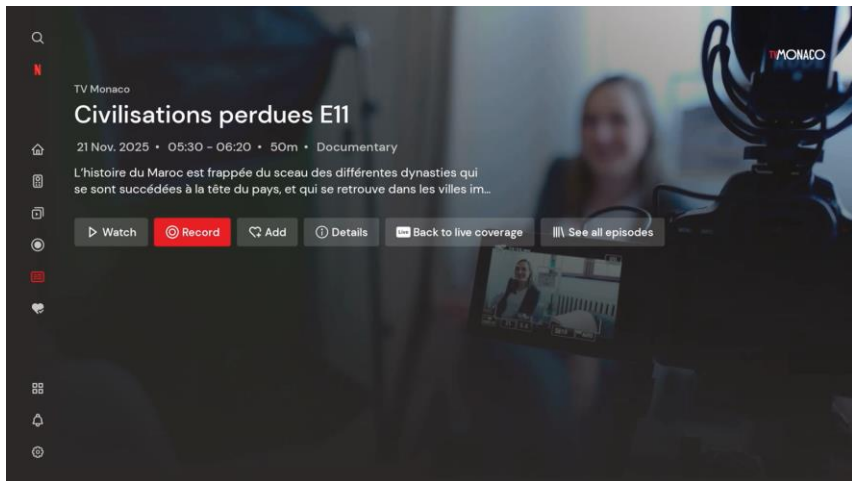 N
TVMONACO
TV Monaco
Civilisations perdues E11
21 Nov. 2025 • 05:30 - 06:20 • 50m • Documentary
L'histoire du Maroc est frappée du sceau des différentes dynasties qui
se sont succédées à la tête du pays, et qui se retrouve dans les villes im...
Watch Record Add Details Live Back to live coverage See all episodes